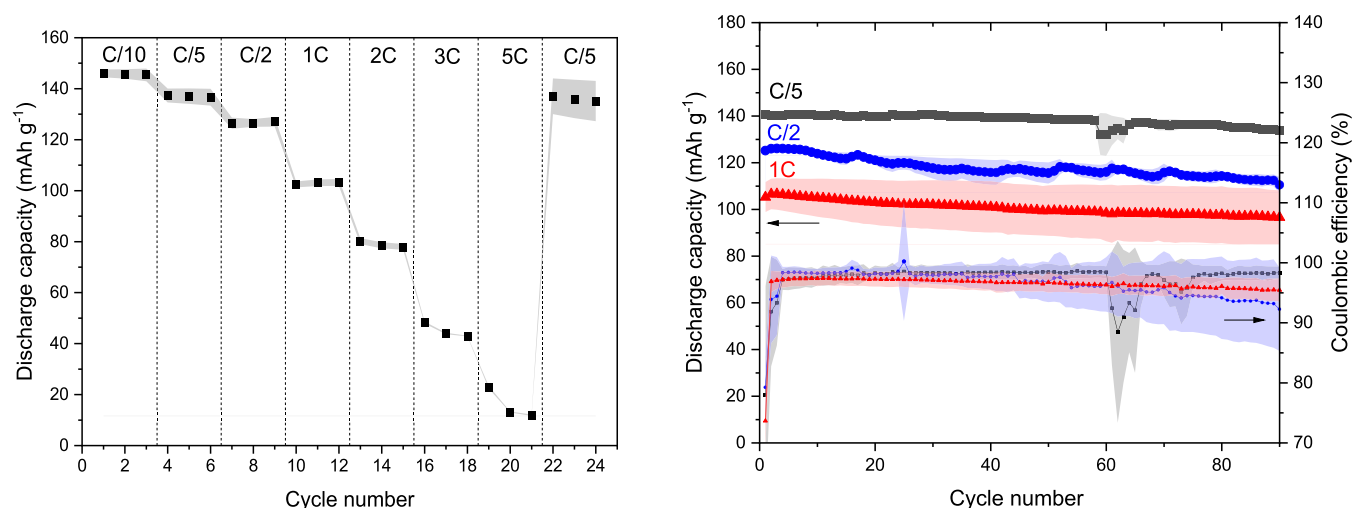 160
140
120
100
80
60
40
20
0
Discharge capacity (mAh g⁻¹)
C/10 C/5 C/2 1C 2C 3C 5C C/5
0 2 4 6 8 10 12 14 16 18 20 22 24
Cycle number
180
160
140
120
100
80
60
40
20
0
Discharge capacity (mAh g⁻¹)
C/5
C/2
1C
0 20 40 60 80
Cycle number
140
130
120
110
100
90
80
70
Coulombic efficiency (%)